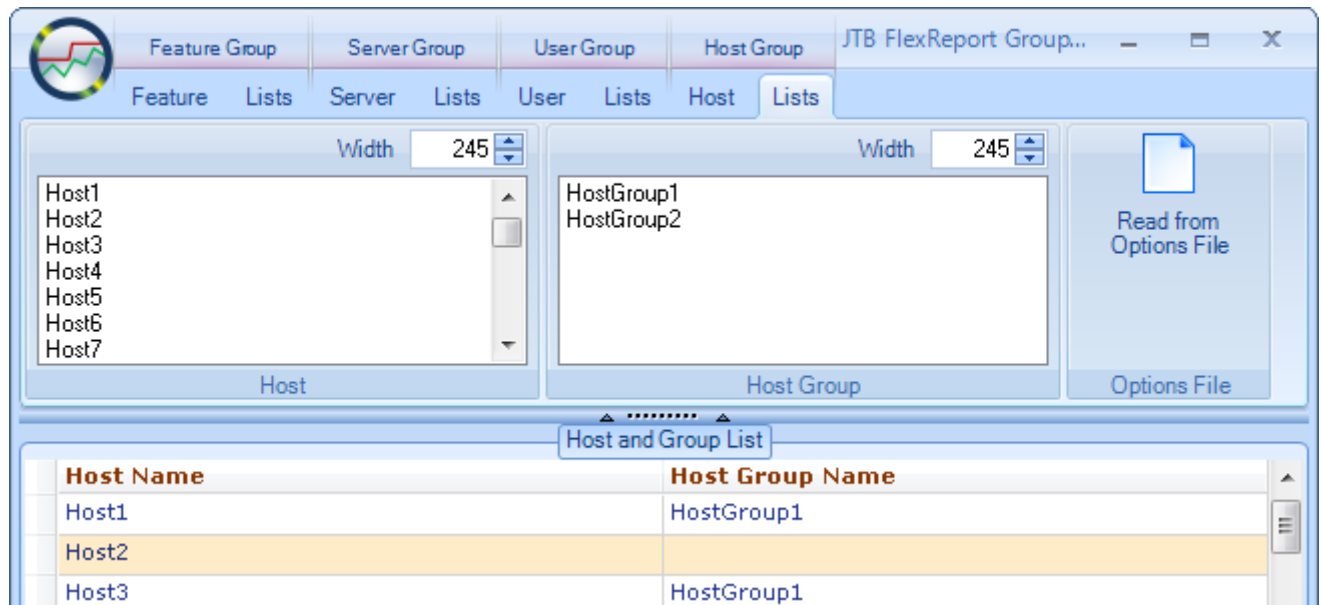 Feature Group Server Group User Group Host Group JTB FlexReport Group...
Feature Lists Server Lists User Lists Host Lists
Width 245 Width 245
Host1
Host2
Host3
Host4
Host5
Host6
Host7
Host
HostGroup1
HostGroup2
Host Group
Read from
Options File
Options File
Host and Group List
Host Name Host Group Name
Host1 HostGroup1
Host2
Host3 HostGroup1